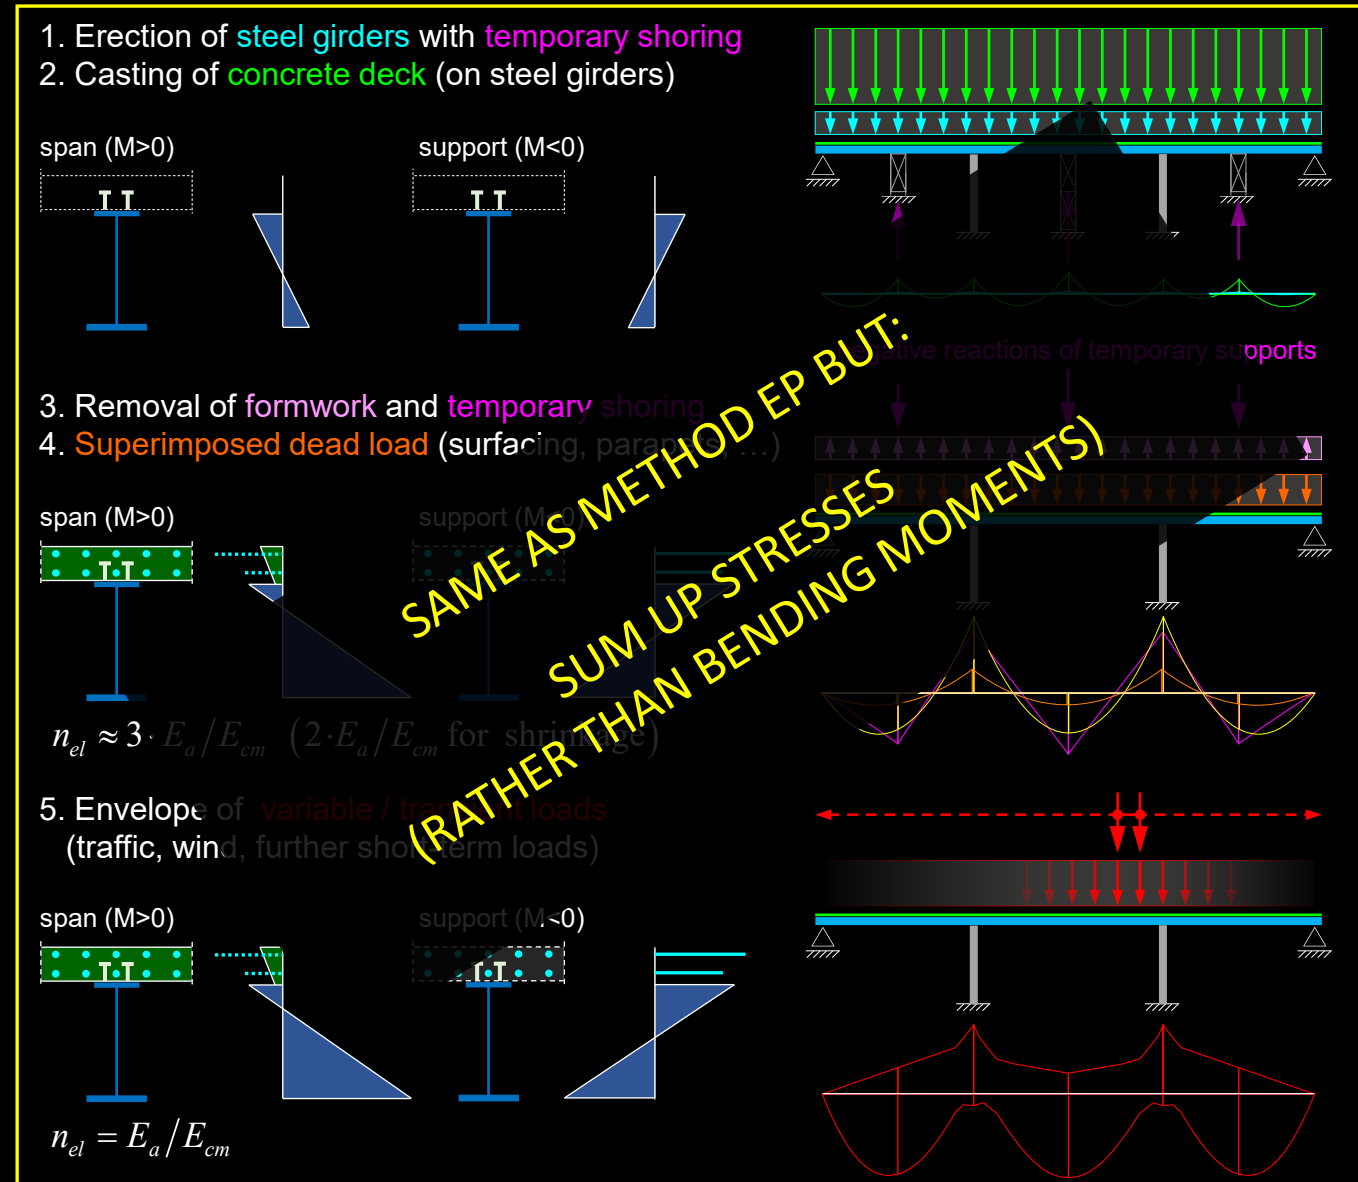 1. Erection of steel girders with temporary shoring
2. Casting of concrete deck (on steel girders)
span (M>0)
support (M<0)
negative reactions of temporary supports
3. Removal of formwork and temporary shoring
4. Superimposed dead load (surfacing, parapets, …)
span (M>0)
support (M<0)
SAME AS METHOD EP BUT:
SUM UP STRESSES
(RATHER THAN BENDING MOMENTS)
n_el ≈ 3·E_a/E_cm (2·E_a/E_cm for shrinkage)
5. Envelope of variable / transient loads
(traffic, wind, further short-term loads)
span (M>0)
support (M<0)
n_el = E_a/E_cm